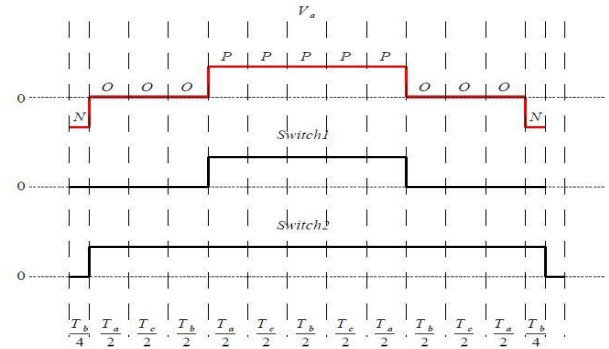 V_a
P P P P P
O O O O O O
0
N N
Switch1
0
Switch2
0
T_b T_a T_c T_b T_a T_c T_b T_c T_a T_b T_c T_a T_b
4 2 2 2 2 2 2 2 2 2 2 2 4